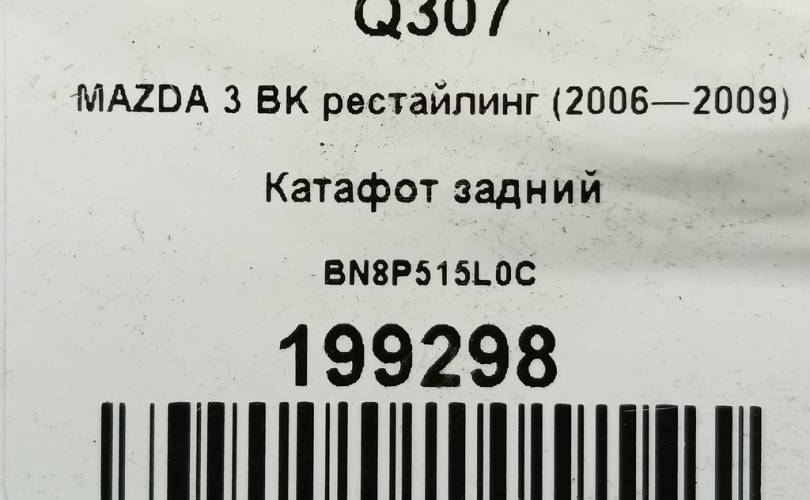 Q307
MAZDA 3 BK рестайлинг (2006—2009)
Катафот задний
BN8P515L0C
199298